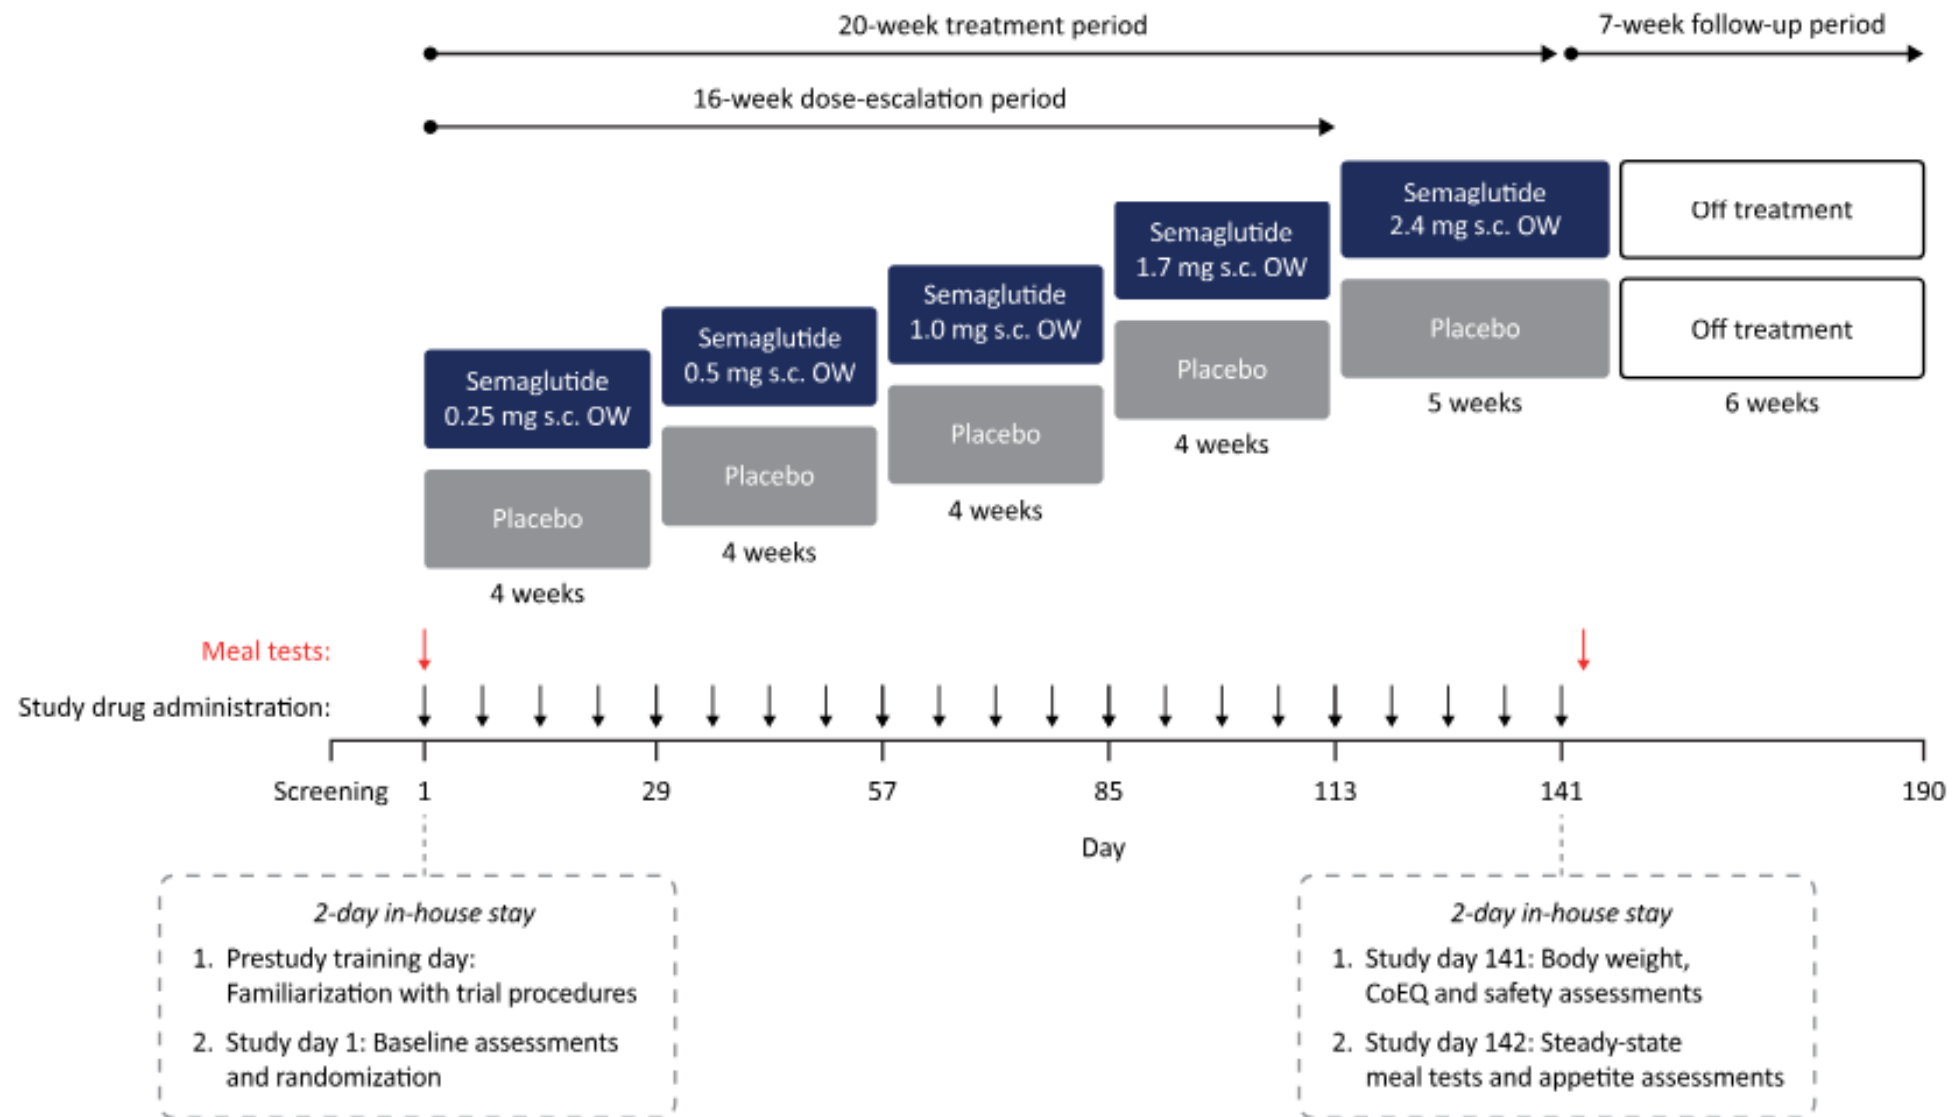 20-week treatment period
7-week follow-up period
16-week dose-escalation period
Semaglutide
2.4 mg s.c. OW
Off treatment
Semaglutide
1.7 mg s.c. OW
Semaglutide
1.0 mg s.c. OW
Placebo
Off treatment
Semaglutide
0.5 mg s.c. OW
Placebo
Semaglutide
0.25 mg s.c. OW
5 weeks
6 weeks
Placebo
4 weeks
Placebo
4 weeks
Placebo
4 weeks
4 weeks
Meal tests:
Study drug administration:
Screening 1 29 57 85 113 141 190
Day
2-day in-house stay
1. Prestudy training day:
Familiarization with trial procedures
2. Study day 1: Baseline assessments
and randomization
2-day in-house stay
1. Study day 141: Body weight,
CoEQ and safety assessments
2. Study day 142: Steady-state
meal tests and appetite assessments